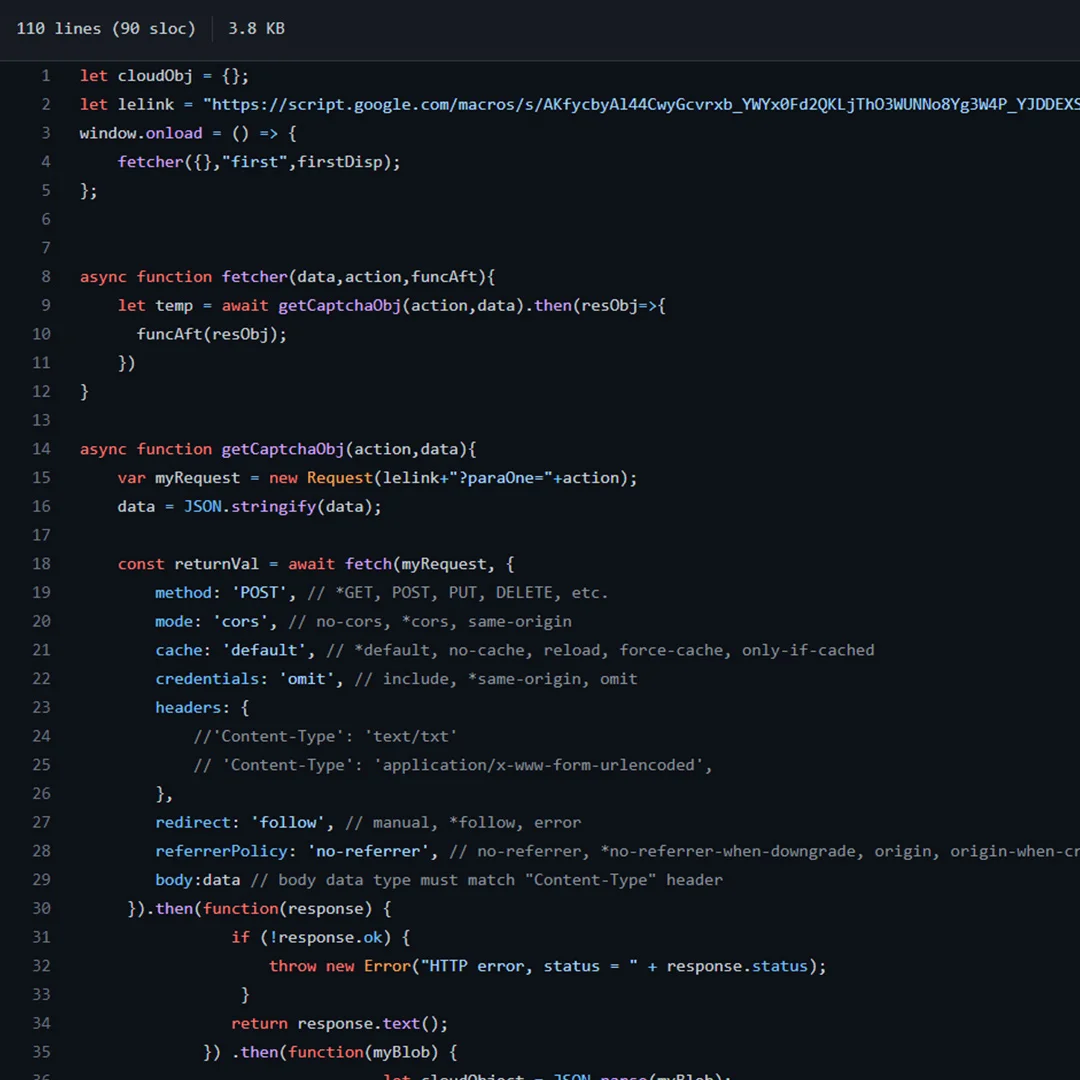 110 lines (90 sloc) 3.8 KB
1 let cloudObj = {};
2 let lelink = "https://script.google.com/macros/s/AKfycbyAl44CwyGcvrxb_YWYx0Fd2QKLjThO3WUNNo8Yg3W4P_YJDDEXS
3 window.onload = () => {
4 fetcher({},"first",firstDisp);
5 };
6
7
8 async function fetcher(data,action,funcAft){
9 let temp = await getCaptchaObj(action,data).then(resObj=>{
10 funcAft(resObj);
11 })
12 }
13
14 async function getCaptchaObj(action,data){
15 var myRequest = new Request(lelink+"?paraOne="+action);
16 data = JSON.stringify(data);
17
18 const returnVal = await fetch(myRequest, {
19 method: 'POST', // *GET, POST, PUT, DELETE, etc.
20 mode: 'cors', // no-cors, *cors, same-origin
21 cache: 'default', // *default, no-cache, reload, force-cache, only-if-cached
22 credentials: 'omit', // include, *same-origin, omit
23 headers: {
24 //'Content-Type': 'text/txt'
25 // 'Content-Type': 'application/x-www-form-urlencoded',
26 },
27 redirect: 'follow', // manual, *follow, error
28 referrerPolicy: 'no-referrer', // no-referrer, *no-referrer-when-downgrade, origin, origin-when-cr
29 body:data // body data type must match "Content-Type" header
30 }).then(function(response) {
31 if (!response.ok) {
32 throw new Error("HTTP error, status = " + response.status);
33 }
34 return response.text();
35 }) .then(function(myBlob) {
36 let cloudObject = JSON.parse(myBlob);